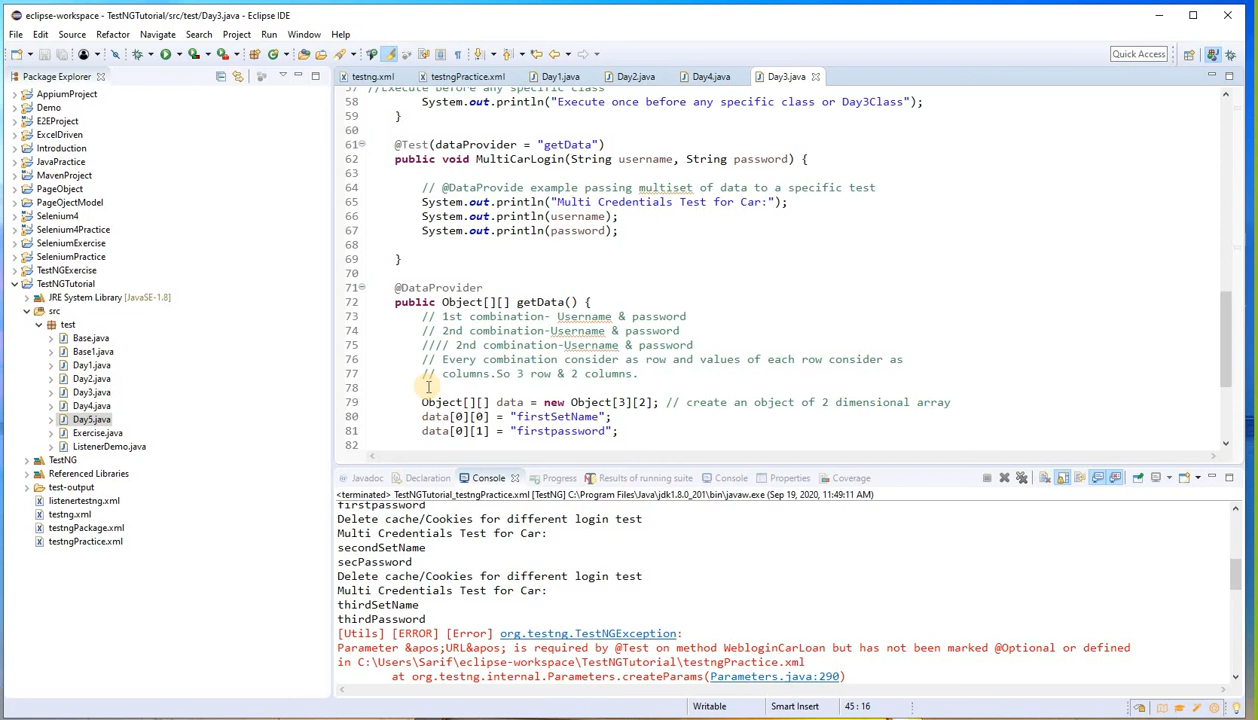 eclipse-workspace - TestNGTutorial/src/test/Day3.java - Eclipse IDE
File Edit Source Refactor Navigate Search Project Run Window Help
Quick Access
Package Explorer
AppiumProject
Demo
E2EProject
ExcelDriven
Introduction
JavaPractice
MavenProject
PageObject
PageOjectModel
Selenium4
Selenium4Practice
SeleniumExercise
SeleniumPractice
TestNGExercise
TestNGTutorial
JRE System Library [JavaSE-1.8]
src
test
Base.java
Base1.java
Day1.java
Day2.java
Day3.java
Day4.java
Day5.java
Exercise.java
ListenerDemo.java
TestNG
Referenced Libraries
test-output
listenertestng.xml
testng.xml
testngPackage.xml
testngPractice.xml
testng.xml testngPractice.xml Day1.java Day2.java Day4.java Day3.java
57 //Execute before any specific class
58 System.out.println("Execute once before any specific class or Day3Class");
59 }
60
61 @Test(dataProvider = "getData")
62 public void MultiCarLogin(String username, String password) {
63
64 // @DataProvide example passing multiset of data to a specific test
65 System.out.println("Multi Credentials Test for Car:");
66 System.out.println(username);
67 System.out.println(password);
68
69 }
70
71 @DataProvider
72 public Object[][] getData() {
73 // 1st combination- Username & password
74 // 2nd combination-Username & password
75 //// 2nd combination-Username & password
76 // Every combination consider as row and values of each row consider as
77 // columns.So 3 row & 2 columns.
78
79 Object[][] data = new Object[3][2]; // create an object of 2 dimensional array
80 data[0][0] = "firstSetName";
81 data[0][1] = "firstpassword";
82
Javadoc Declaration Console Progress Results of running suite Console Properties Coverage
<terminated> TestNGTutorial_testngPractice.xml [TestNG] C:\Program Files\Java\jdk1.8.0_201\bin\javaw.exe (Sep 19, 2020, 11:49:11 AM)
firstpassword
Delete cache/Cookies for different login test
Multi Credentials Test for Car:
secondSetName
secPassword
Delete cache/Cookies for different login test
Multi Credentials Test for Car:
thirdSetName
thirdPassword
[Utils] [ERROR] [Error] org.testng.TestNGException:
Parameter &apos;URL&apos; is required by @Test on method WebloginCarLoan but has not been marked @Optional or defined
in C:\Users\Sarif\eclipse-workspace\TestNGTutorial\testngPractice.xml
at org.testng.internal.Parameters.createParams(Parameters.java:290)
Writable Smart Insert 45 : 16